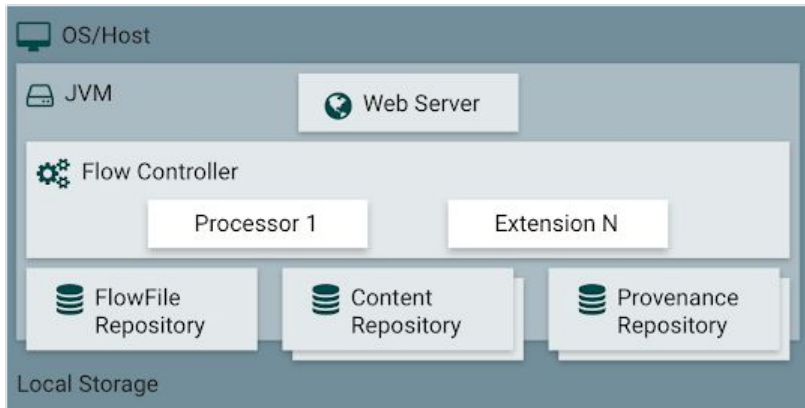 OS/Host
JVM
Web Server
Flow Controller
Processor 1
Extension N
FlowFile
Repository
Content
Repository
Provenance
Repository
Local Storage